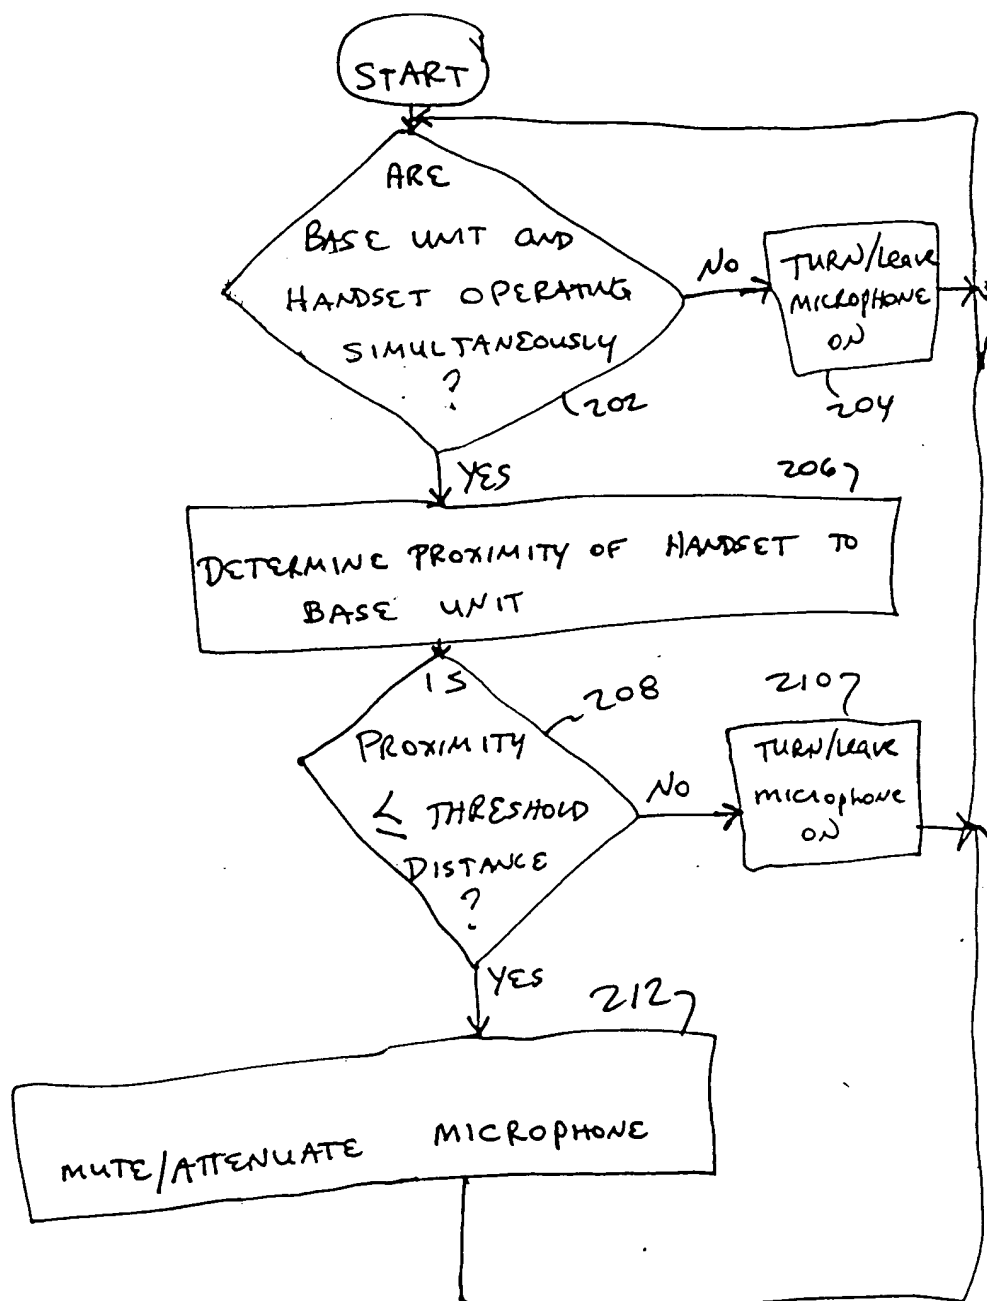 START
ARE
BASE UNIT AND
HANDSET OPERATING
SIMULTANEOUSLY
?
202
NO
TURN/Leave
MICROPHONE
ON
204
YES
206
DETERMINE PROXIMITY OF HANDSET TO
BASE UNIT
IS
PROXIMITY
≤ THRESHOLD
DISTANCE
?
208
NO
210
TURN/Leave
MICROPHONE
ON
YES
212
MUTE/ATTENUATE MICROPHONE